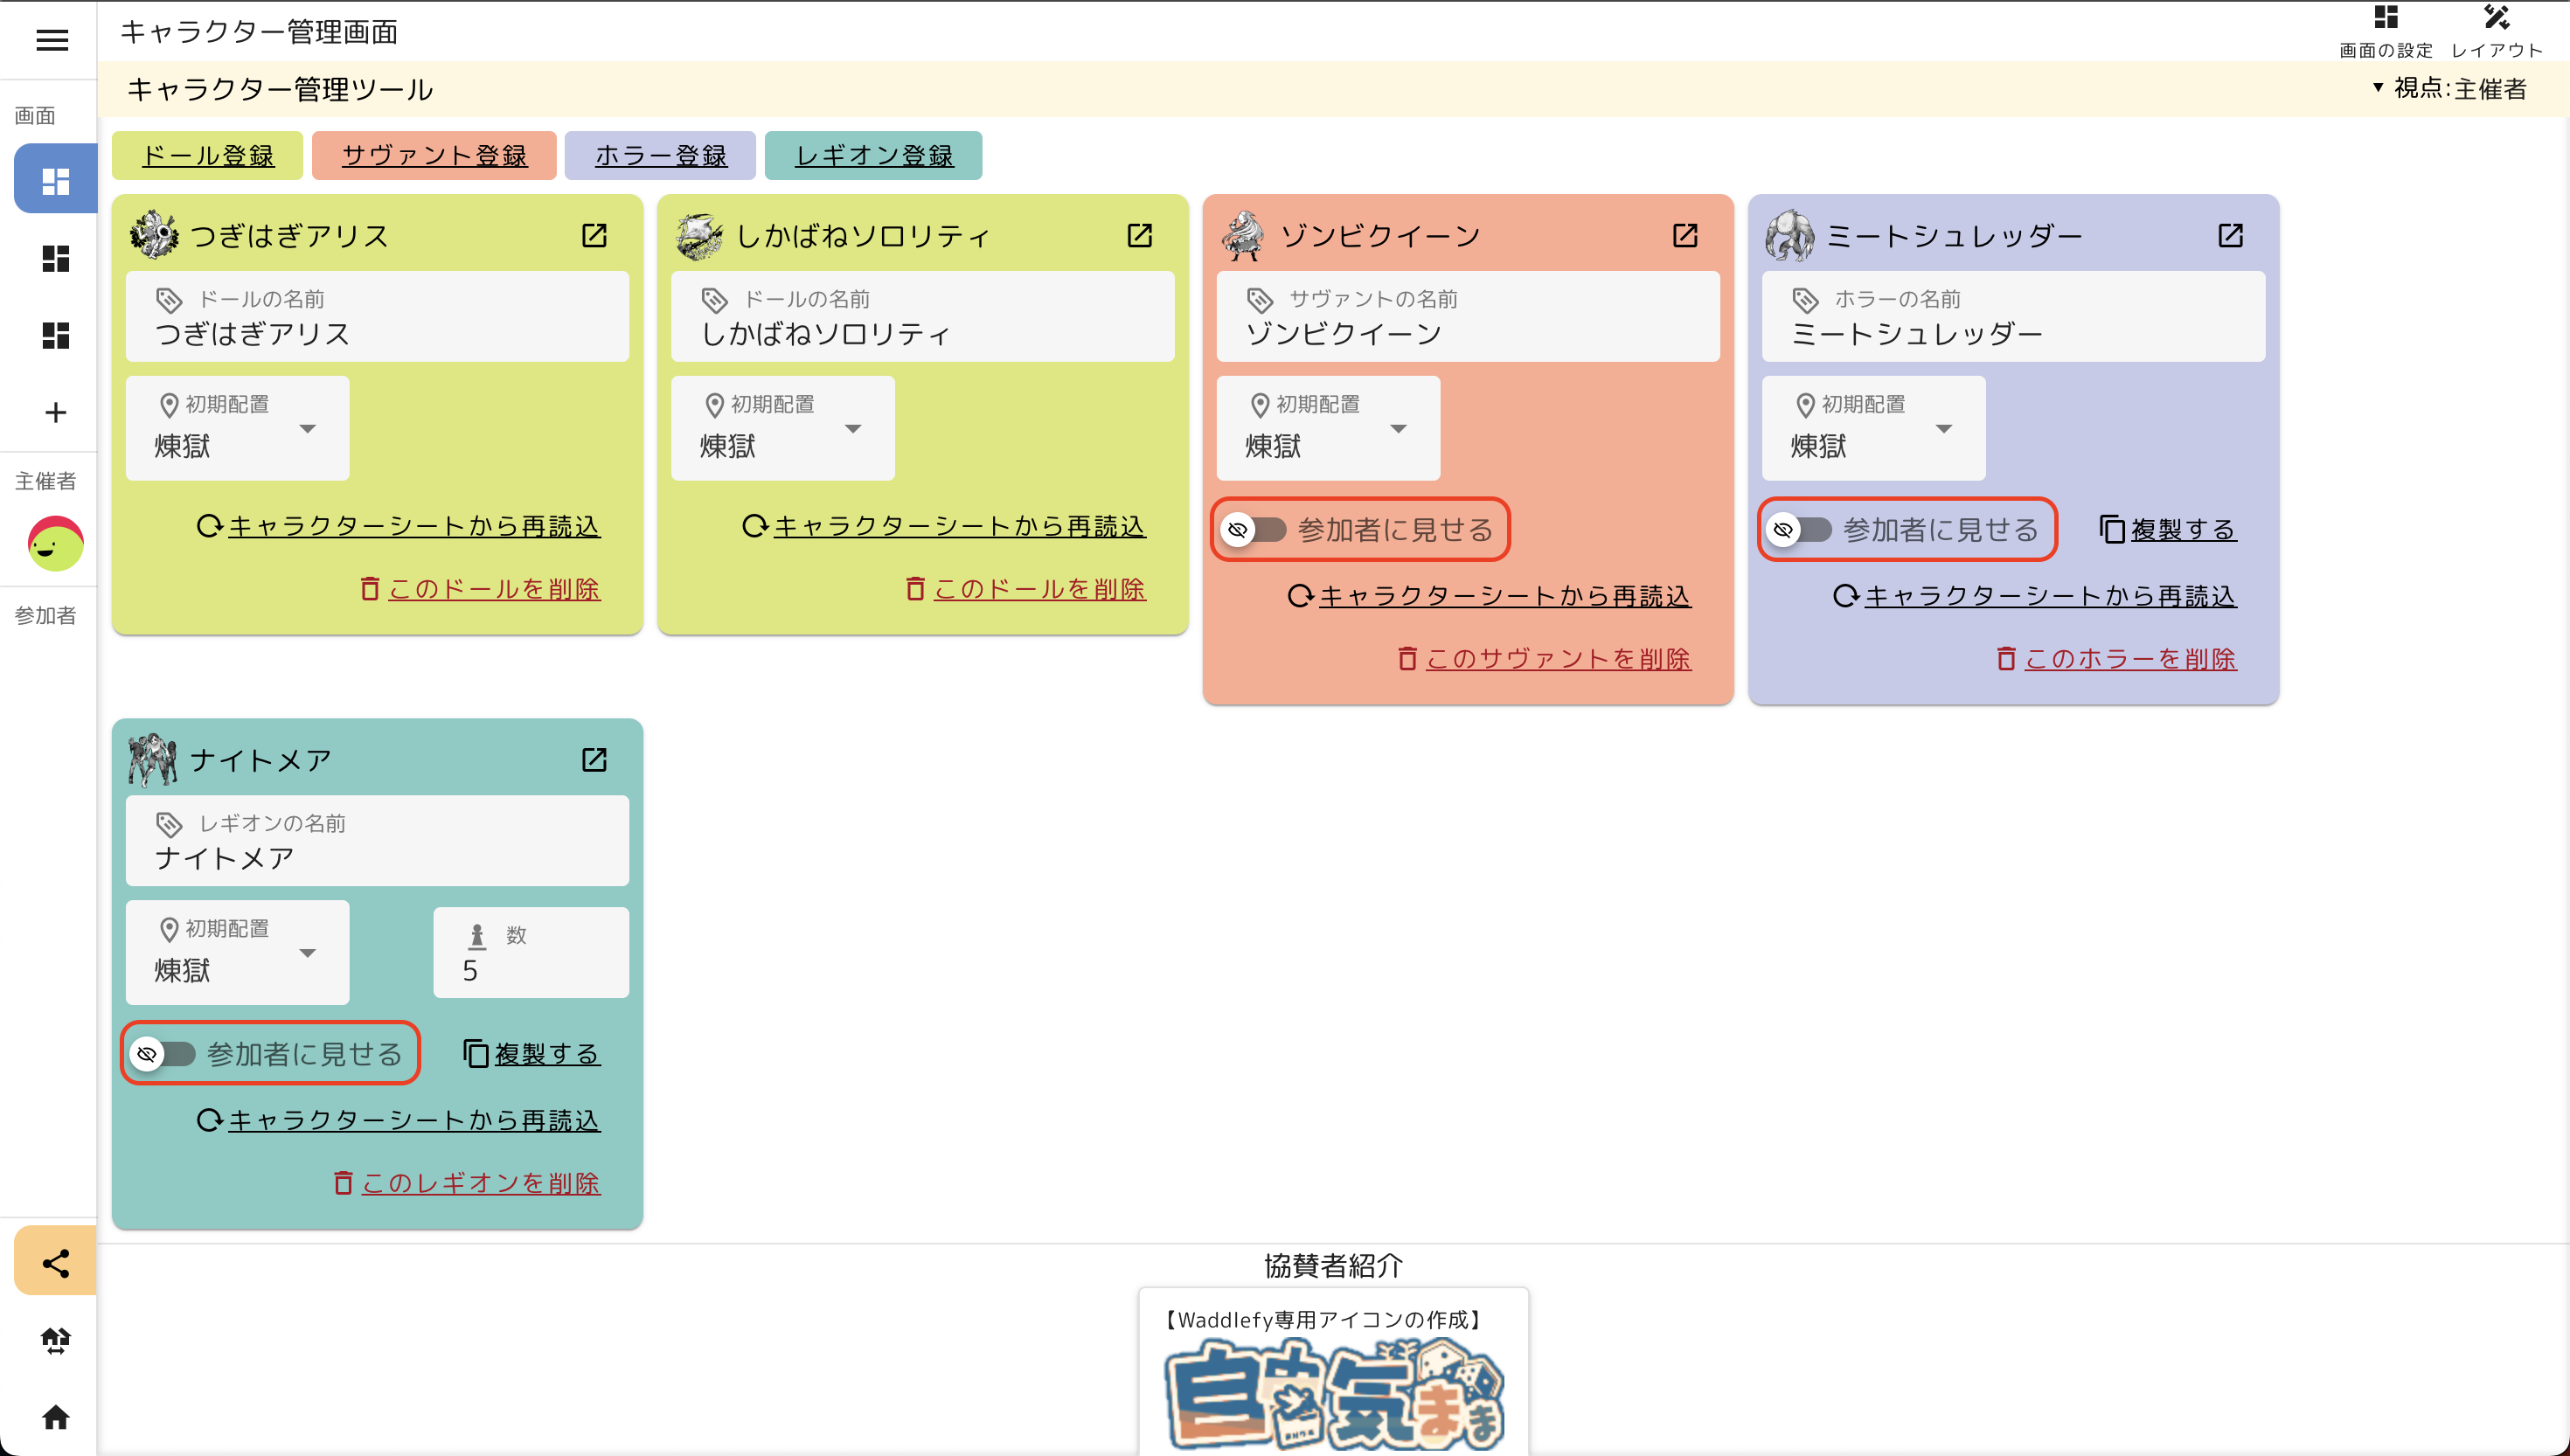 キャラクター管理画面
画面の設定 レイアウト
キャラクター管理ツール
▼ 視点:主催者
画面
主催者
参加者
ドール登録 サヴァント登録 ホラー登録 レギオン登録
つぎはぎアリス
ドールの名前
つぎはぎアリス
初期配置
煉獄
キャラクターシートから再読込
このドールを削除
しかばねソロリティ
ドールの名前
しかばねソロリティ
初期配置
煉獄
キャラクターシートから再読込
このドールを削除
ゾンビクイーン
サヴァントの名前
ゾンビクイーン
初期配置
煉獄
参加者に見せる
キャラクターシートから再読込
このサヴァントを削除
ミートシュレッダー
ホラーの名前
ミートシュレッダー
初期配置
煉獄
参加者に見せる 複製する
キャラクターシートから再読込
このホラーを削除
ナイトメア
レギオンの名前
ナイトメア
初期配置
煉獄
数
5
参加者に見せる 複製する
キャラクターシートから再読込
このレギオンを削除
協賛者紹介
【Waddlefy専用アイコンの作成】
自由気まま